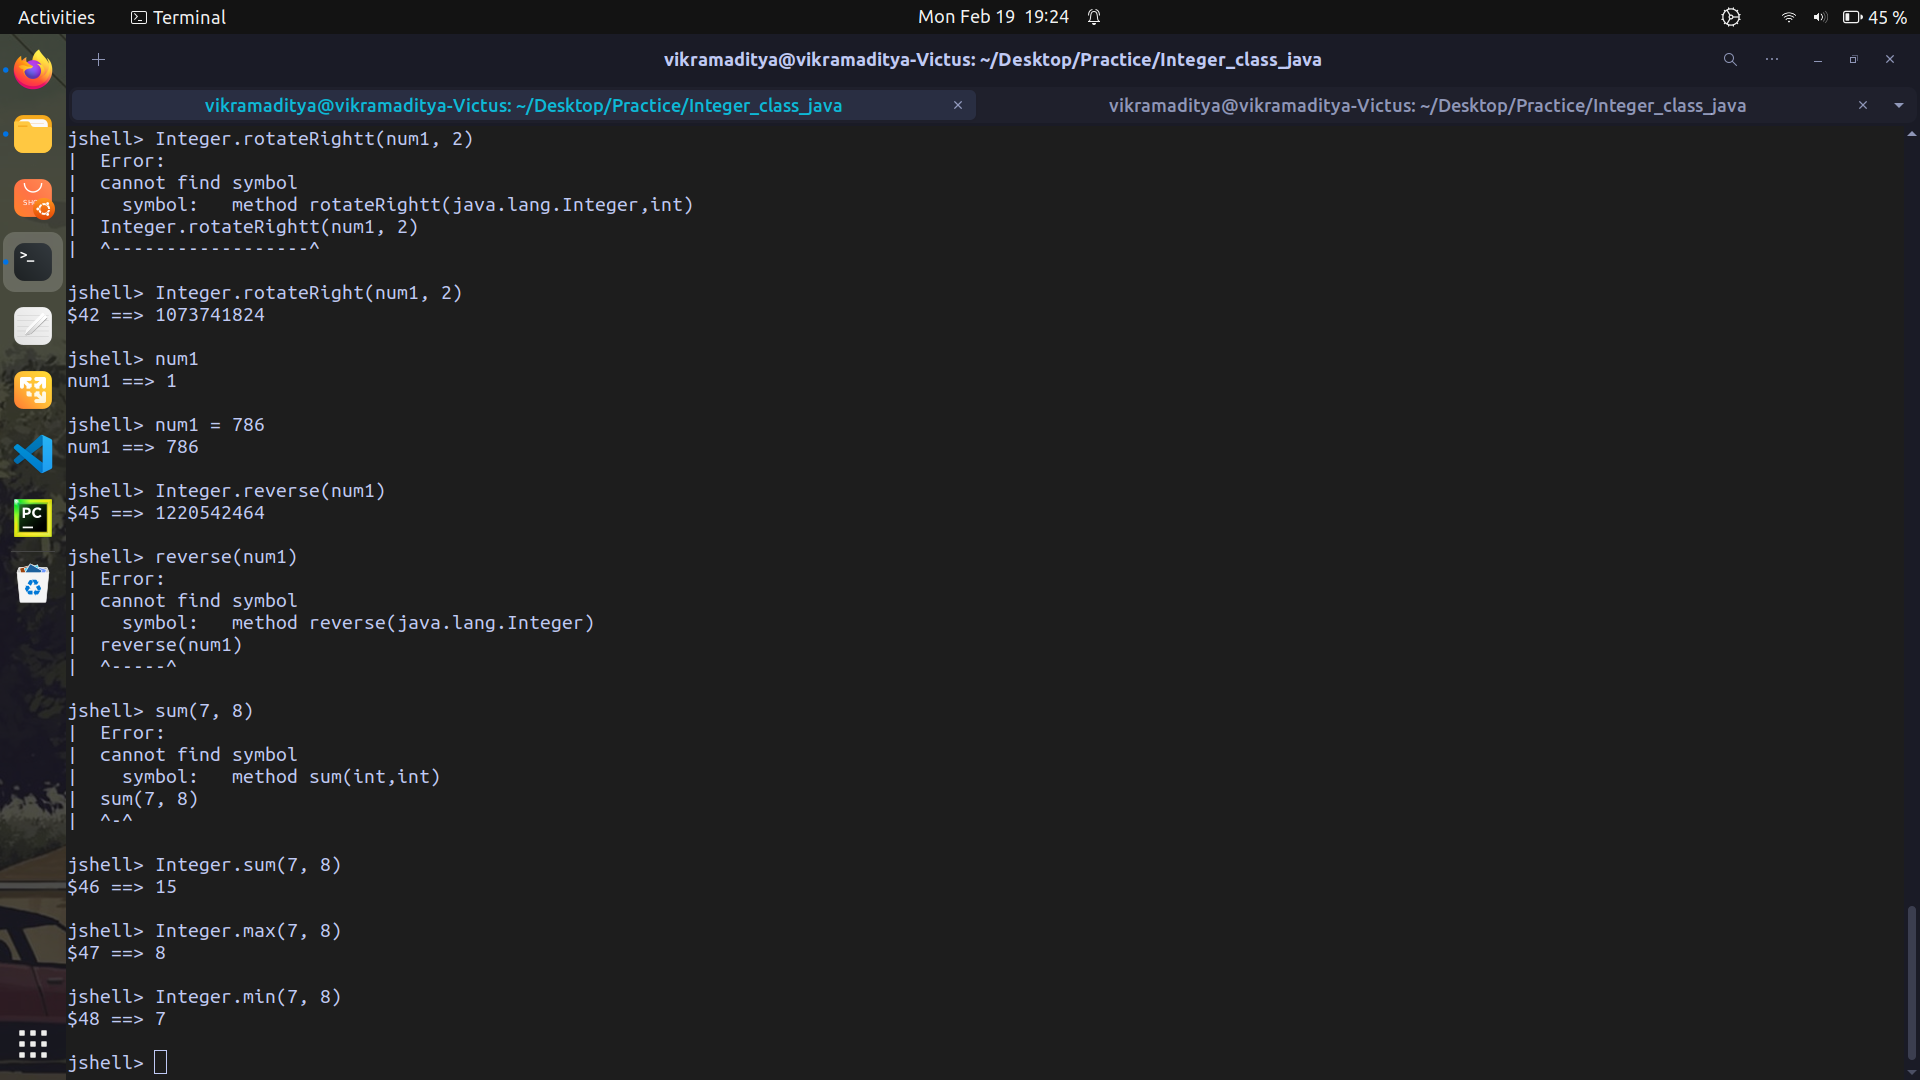 Activities
Terminal
Mon Feb 19 19:24
45 %
vikramaditya@vikramaditya-Victus: ~/Desktop/Practice/Integer_class_java
vikramaditya@vikramaditya-Victus: ~/Desktop/Practice/Integer_class_java
vikramaditya@vikramaditya-Victus: ~/Desktop/Practice/Integer_class_java
jshell> Integer.rotateRightt(num1, 2)
|  Error:
|  cannot find symbol
|    symbol:   method rotateRightt(java.lang.Integer,int)
|  Integer.rotateRightt(num1, 2)
|  ^------------------^
jshell> Integer.rotateRight(num1, 2)
$42 ==> 1073741824
jshell> num1
num1 ==> 1
jshell> num1 = 786
num1 ==> 786
jshell> Integer.reverse(num1)
$45 ==> 1220542464
jshell> reverse(num1)
|  Error:
|  cannot find symbol
|    symbol:   method reverse(java.lang.Integer)
|  reverse(num1)
|  ^-----^
jshell> sum(7, 8)
|  Error:
|  cannot find symbol
|    symbol:   method sum(int,int)
|  sum(7, 8)
|  ^-^
jshell> Integer.sum(7, 8)
$46 ==> 15
jshell> Integer.max(7, 8)
$47 ==> 8
jshell> Integer.min(7, 8)
$48 ==> 7
jshell>
>_
PC